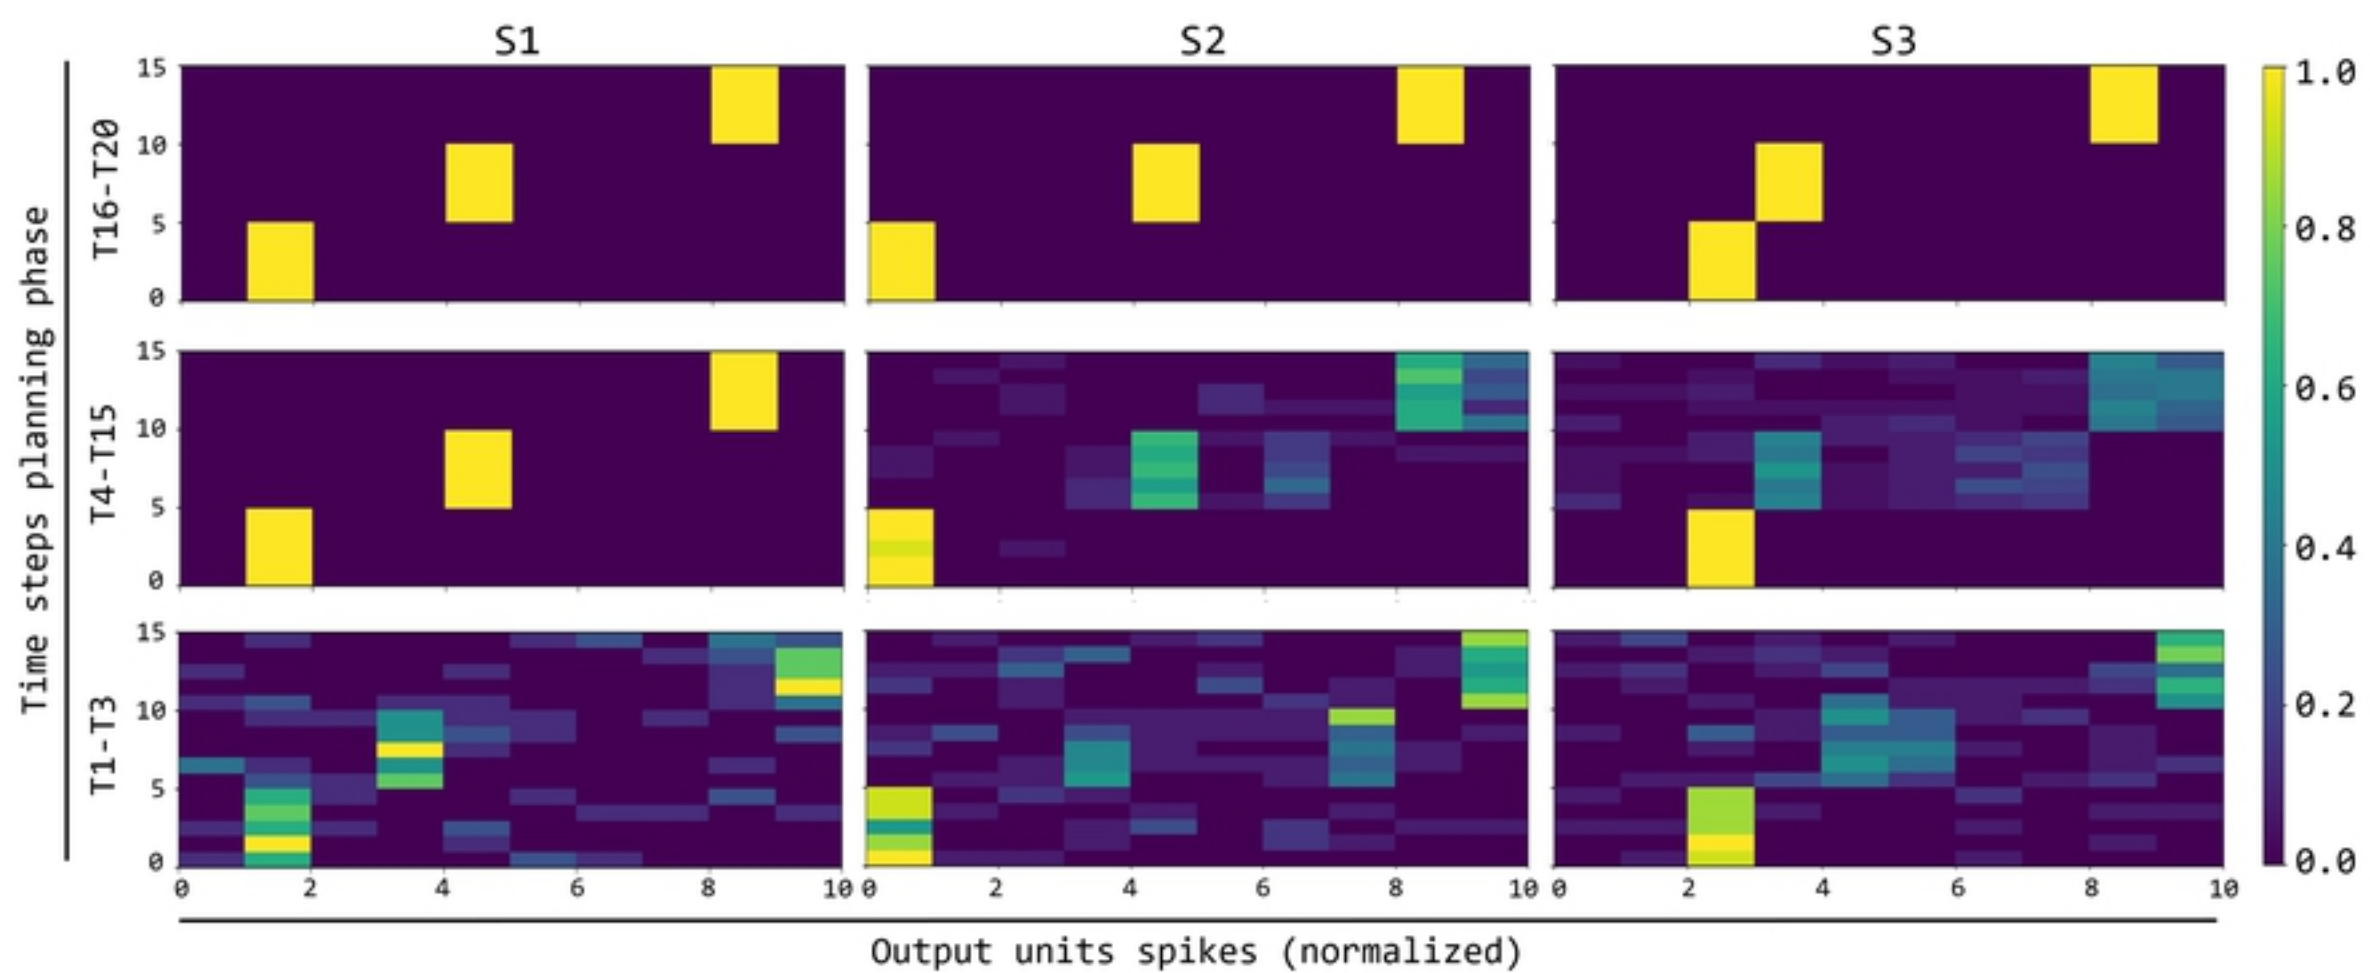 S1 S2 S3
Time steps planning phase
T16-T20
15
10
5
0
T4-T15
15
10
5
0
T1-T3
15
10
5
0
0 2 4 6 8 10 0 2 4 6 8 10 0 2 4 6 8 10
Output units spikes (normalized)
1.0
0.8
0.6
0.4
0.2
0.0